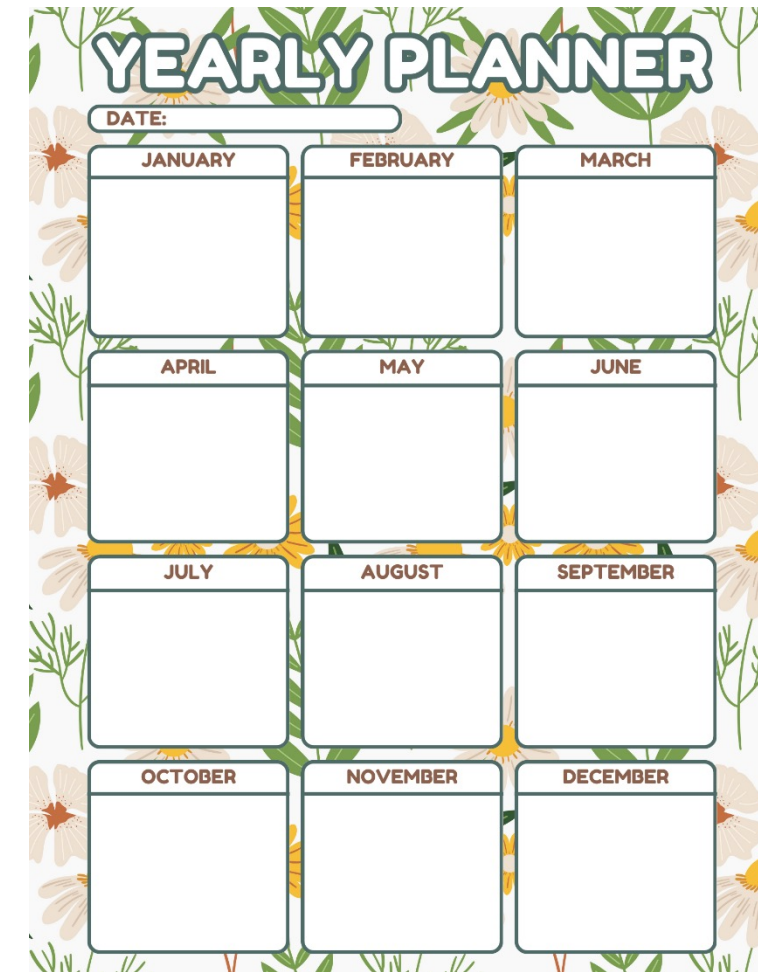 YEARLY PLANNER
DATE:
JANUARY FEBRUARY MARCH
APRIL MAY JUNE
JULY AUGUST SEPTEMBER
OCTOBER NOVEMBER DECEMBER